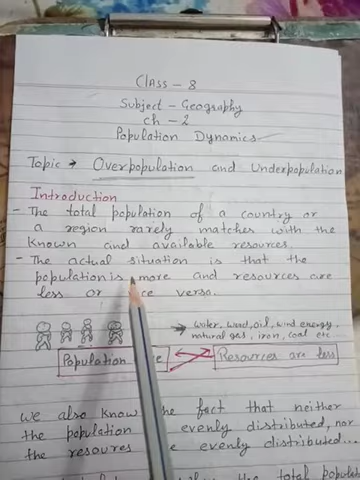 Class - 8
Subject - Geography
Ch - 2
Population Dynamics
Topic → Overpopulation and Underpopulation
Introduction
- The total population of a country or
a region rarely matches with the
known and available resources.
- The actual situation is that the
population is more and resources are
less or vice versa.
→ water, wood, oil, wind energy,
natural gas, iron, coal etc.
Population
Resources are less
we also know the fact that neither
the population evenly distributed, nor
the resoures evenly distributed...
the total